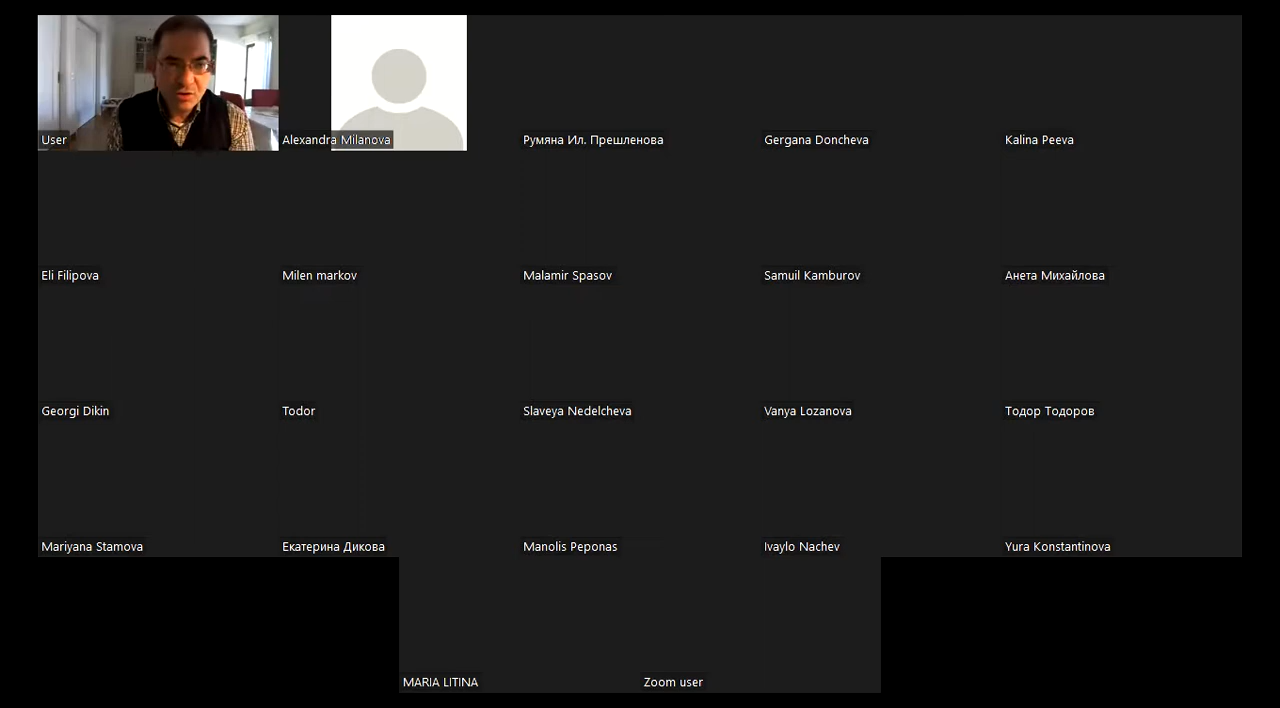 User
Alexandra Milanova
Румяна Ил. Прешленова
Gergana Doncheva
Kalina Peeva
Eli Filipova
Milen markov
Malamir Spasov
Samuil Kamburov
Анета Михайлова
Georgi Dikin
Todor
Slaveya Nedelcheva
Vanya Lozanova
Тодор Тодоров
Mariyana Stamova
Екатерина Дикова
Manolis Peponas
Ivaylo Nachev
Yura Konstantinova
MARIA LITINA
Zoom user